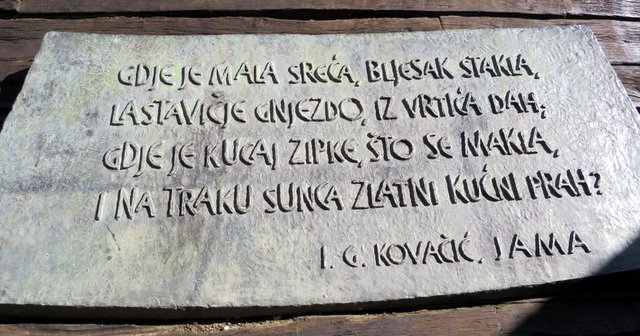 GDJE JE MALA SREĆA, BLJESAK STAKLA,
LASTAVIČJE GNJEZDO, IZ VRTIĆA DAH;
GDJE JE KUCAJ ZIPKE, ŠTO SE MAKLA,
I NA TRAKU SUNCA ZLATNI KUĆNI PRAH?
I. G. KOVAČIĆ, JAMA